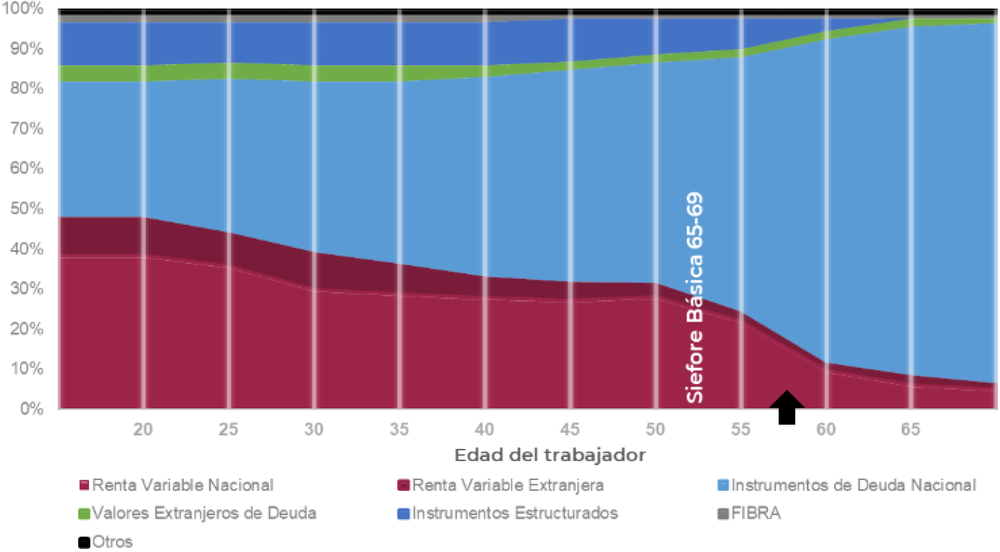 100%
90%
80%
70%
60%
50%
40%
30%
20%
10%
0%
Siefore Básica 65-69
20 25 30 35 40 45 50 55 60 65
Edad del trabajador
Renta Variable Nacional Renta Variable Extranjera Instrumentos de Deuda Nacional
Valores Extranjeros de Deuda Instrumentos Estructurados FIBRA
Otros